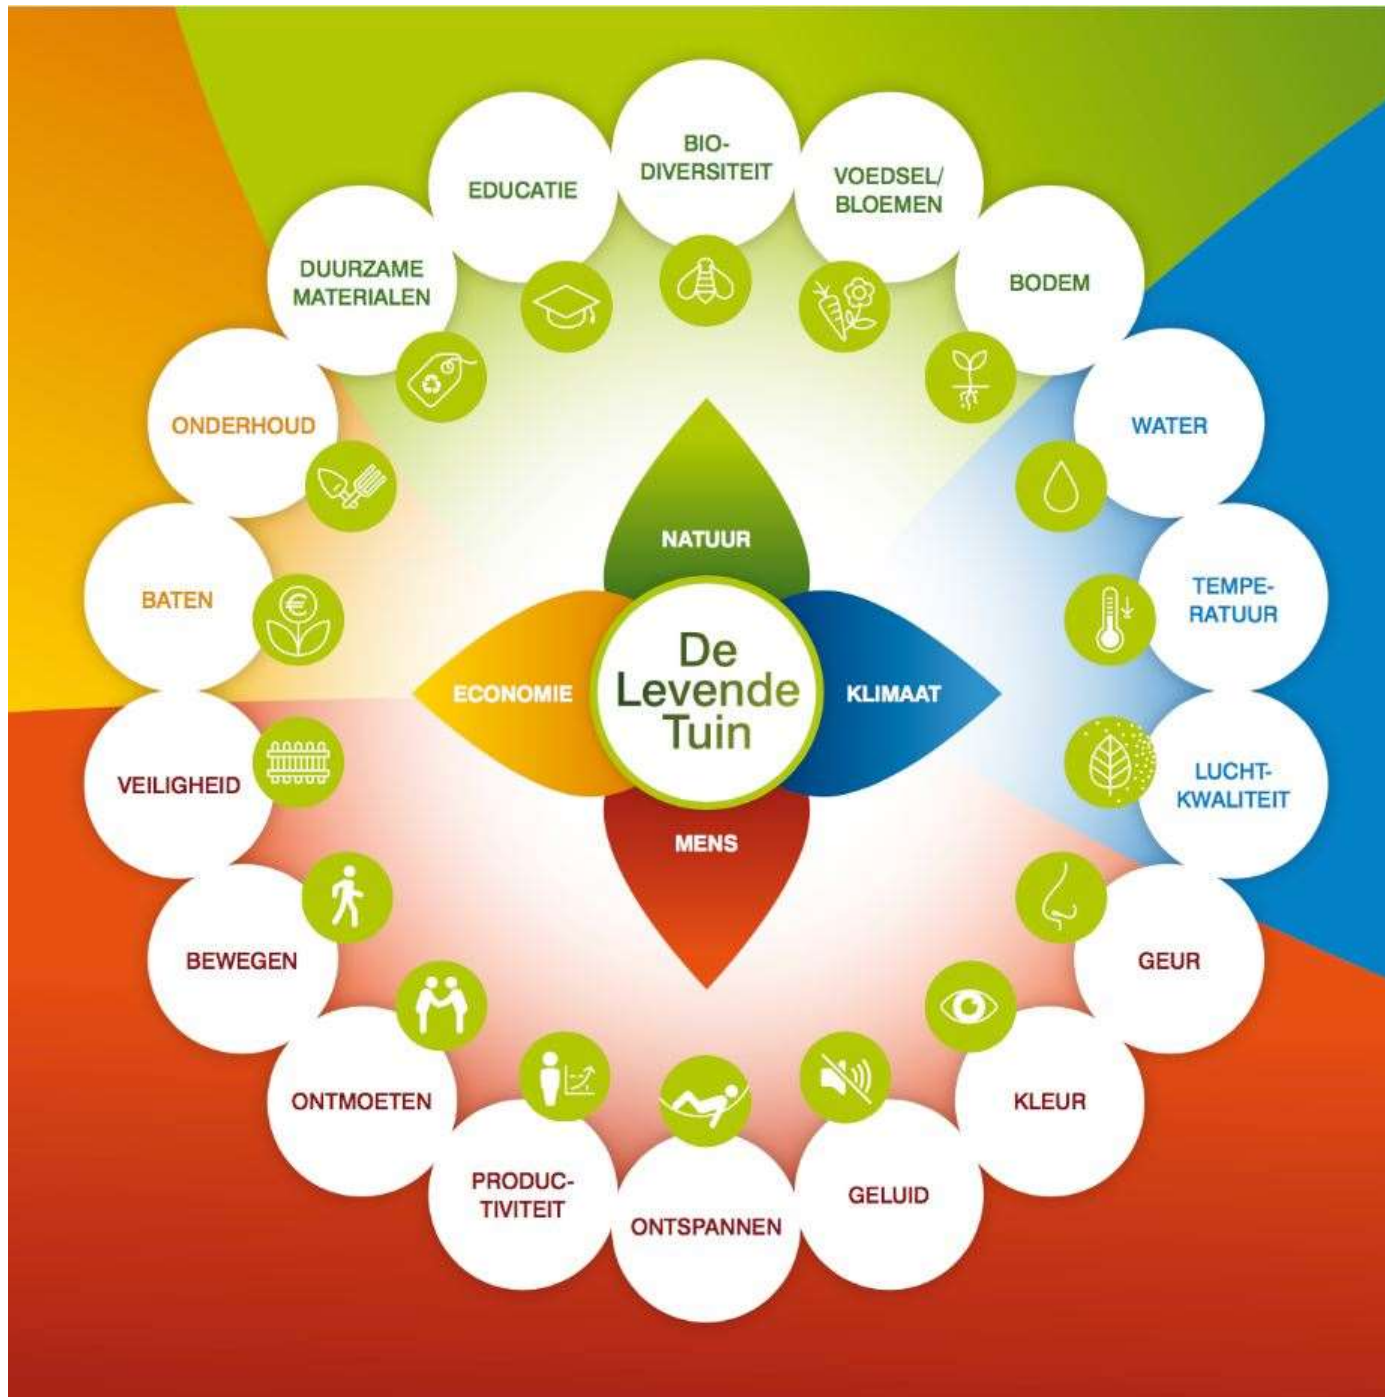 BIO-
DIVERSITEIT
VOEDSEL/
BLOEMEN
BODEM
WATER
TEMPE-
RATUUR
LUCHT-
KWALITEIT
GEUR
KLEUR
GELUID
ONTSPANNEN
PRODUC-
TIVITEIT
ONTMOETEN
BEWEGEN
VEILIGHEID
BATEN
ONDERHOUD
DUURZAME
MATERIALEN
EDUCATIE
NATUUR
KLIMAAT
MENS
ECONOMIE
De
Levende
Tuin
€